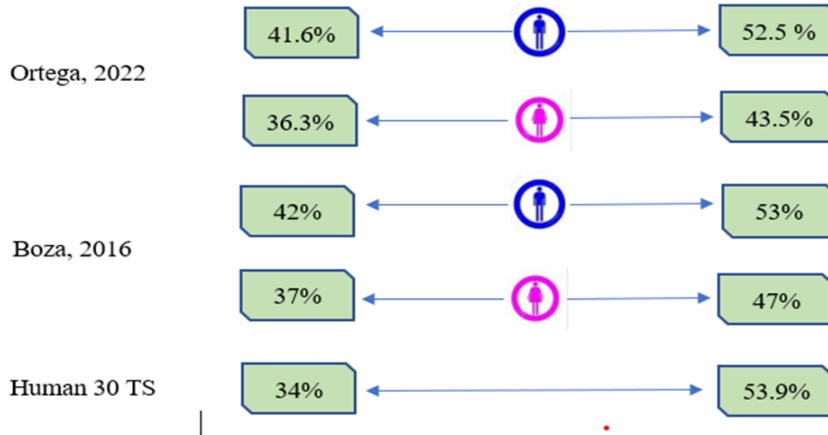 41.6% 52.5 %
Ortega, 2022
36.3% 43.5%
42% 53%
Boza, 2016
37% 47%
Human 30 TS 34% 53.9%